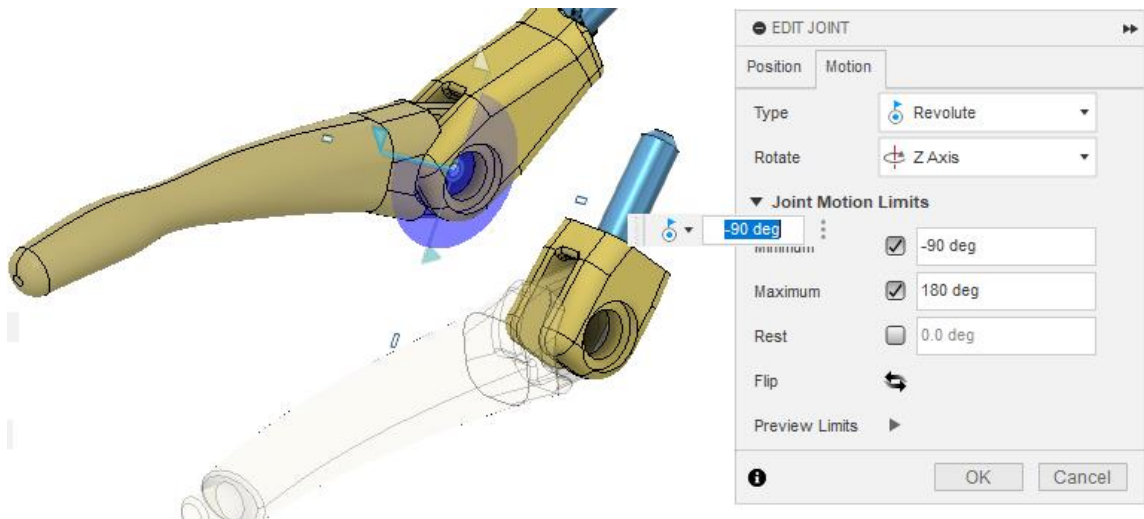 EDIT JOINT
Position Motion
Type Revolute
Rotate Z Axis
Joint Motion Limits
-90 deg
Minimum -90 deg
Maximum 180 deg
Rest 0.0 deg
Flip
Preview Limits
OK Cancel